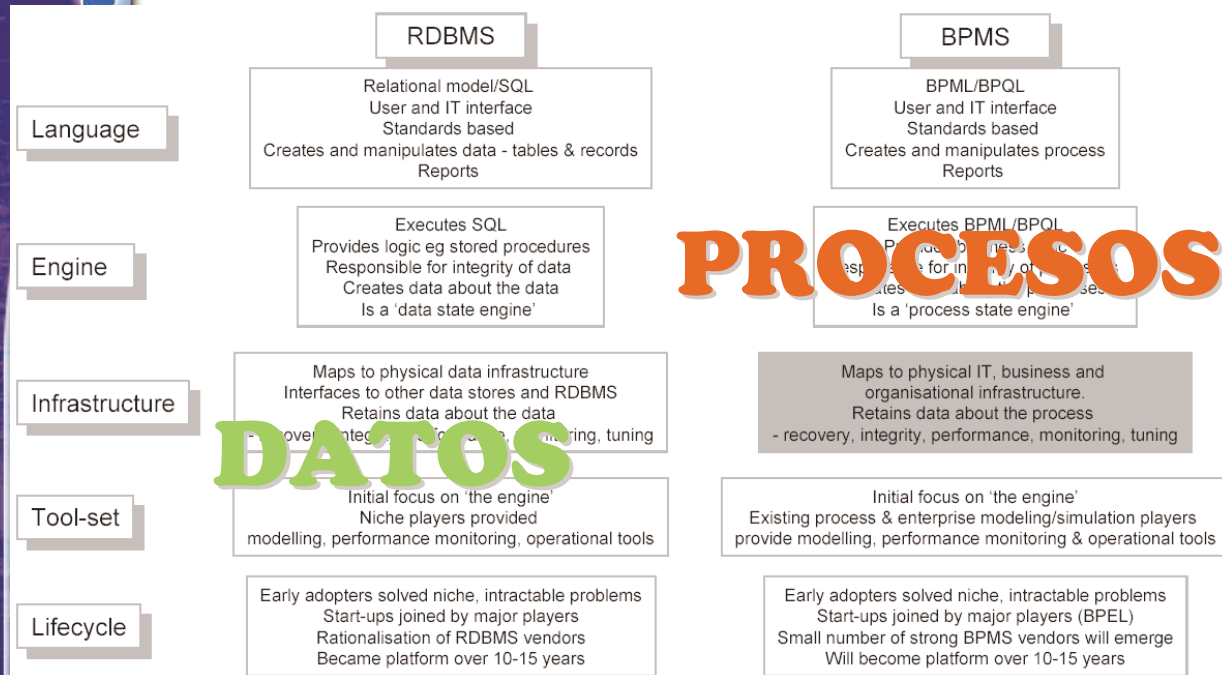 RDBMS
BPMS
Language
Relational model/SQL
User and IT interface
Standards based
Creates and manipulates data - tables & records
Reports
BPML/BPQL
User and IT interface
Standards based
Creates and manipulates process
Reports
Engine
Executes SQL
Provides logic eg stored procedures
Responsible for integrity of data
Creates data about the data
Is a ‘data state engine’
Executes BPML/BPQL
for
Is a ‘process state engine’
PROCESOS
Infrastructure
Maps to physical data infrastructure
Interfaces to other data stores and RDBMS
Retains data about the data
tuning
Maps to physical IT, business and
organisational infrastructure.
Retains data about the process
- recovery, integrity, performance, monitoring, tuning
DATOS
Tool-set
Initial focus on ‘the engine’
Niche players provided
modelling, performance monitoring, operational tools
Initial focus on ‘the engine’
Existing process & enterprise modeling/simulation players
provide modelling, performance monitoring & operational tools
Lifecycle
Early adopters solved niche, intractable problems
Start-ups joined by major players
Rationalisation of RDBMS vendors
Became platform over 10-15 years
Early adopters solved niche, intractable problems
Start-ups joined by major players (BPEL)
Small number of strong BPMS vendors will emerge
Will become platform over 10-15 years